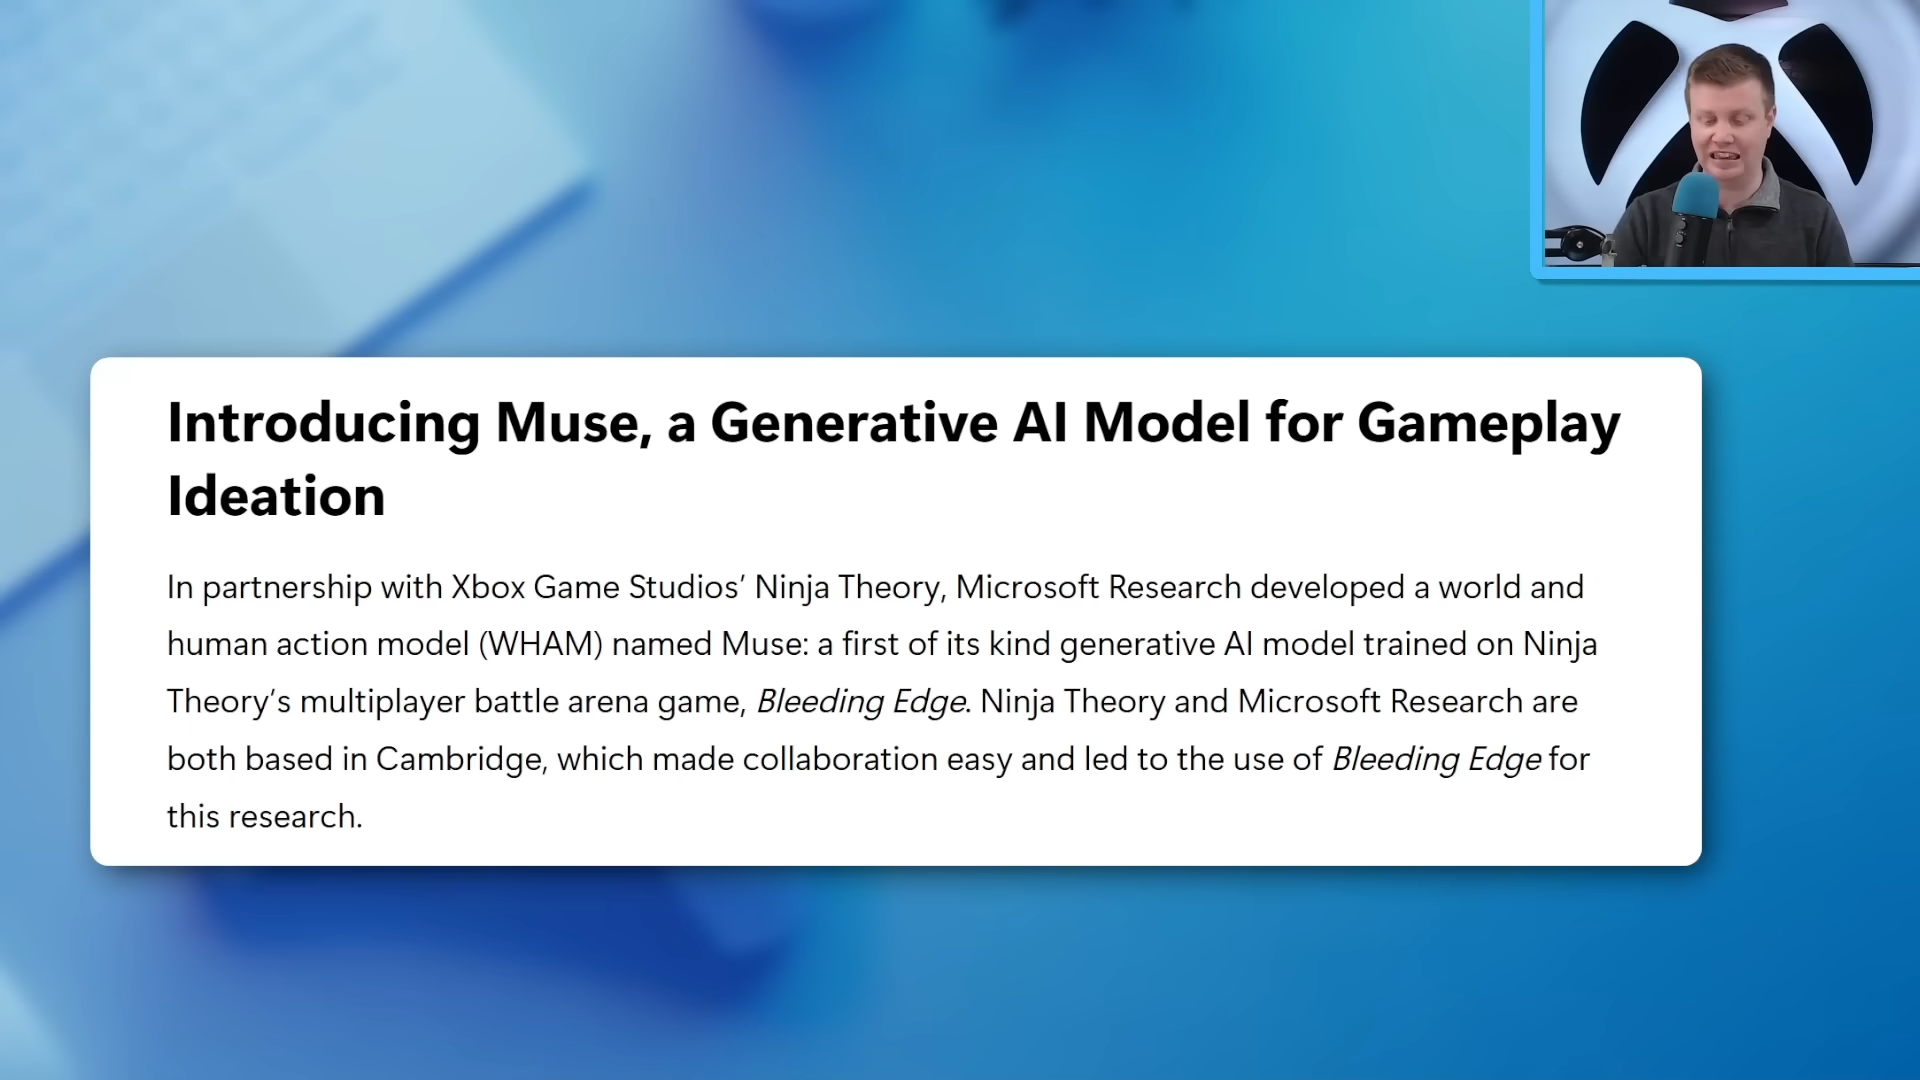 Introducing Muse, a Generative AI Model for Gameplay
Ideation
In partnership with Xbox Game Studios’ Ninja Theory, Microsoft Research developed a world and
human action model (WHAM) named Muse: a first of its kind generative AI model trained on Ninja
Theory’s multiplayer battle arena game, Bleeding Edge. Ninja Theory and Microsoft Research are
both based in Cambridge, which made collaboration easy and led to the use of Bleeding Edge for
this research.